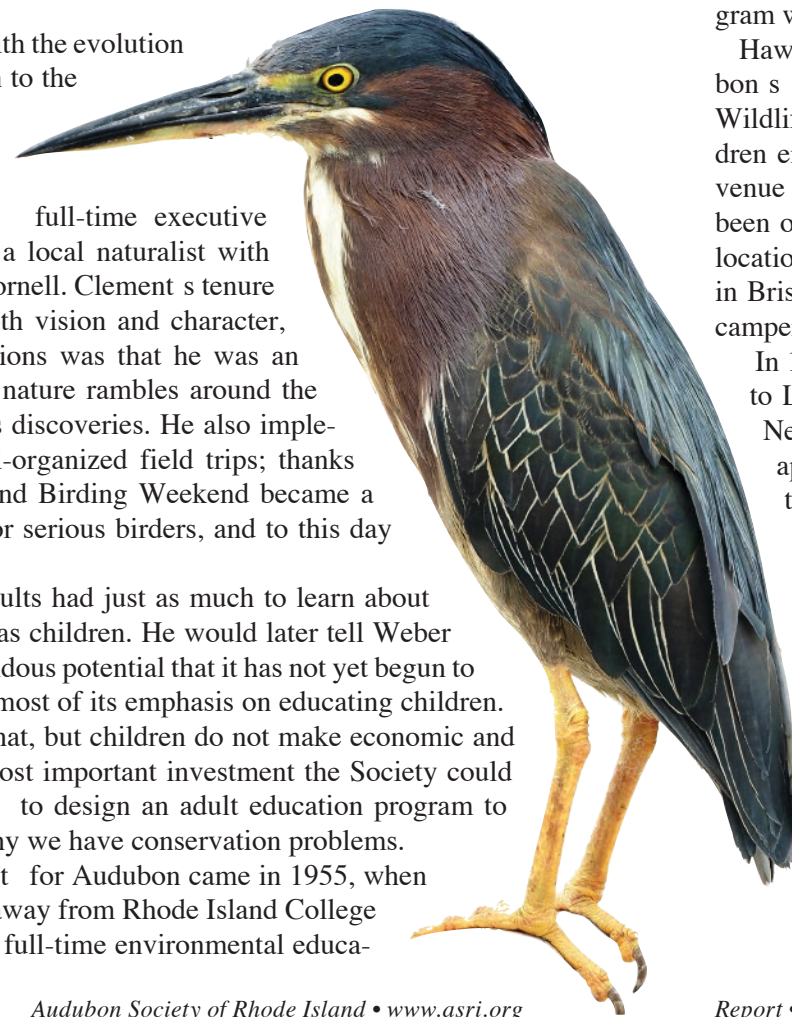 th the evolution
n to the
full-time executive
a local naturalist with
ornell. Clement s tenure
th vision and character,
ions was that he was an
nature rambles around the
s discoveries. He also imple-
l-organized field trips; thanks
nd Birding Weekend became a
or serious birders, and to this day
ults had just as much to learn about
as children. He would later tell Weber
ndous potential that it has not yet begun to
most of its emphasis on educating children.
hat, but children do not make economic and
ost important investment the Society could
to design an adult education program to
hy we have conservation problems.
t for Audubon came in 1955, when
away from Rhode Island College
full-time environmental educa-
Audubon Society of Rhode Island • www.asri.org
gram w
Haw
bon s
Wildli
dren e
venue
been o
locatio
in Bris
campe
In 1
to L
Ne
ap
t
Report •